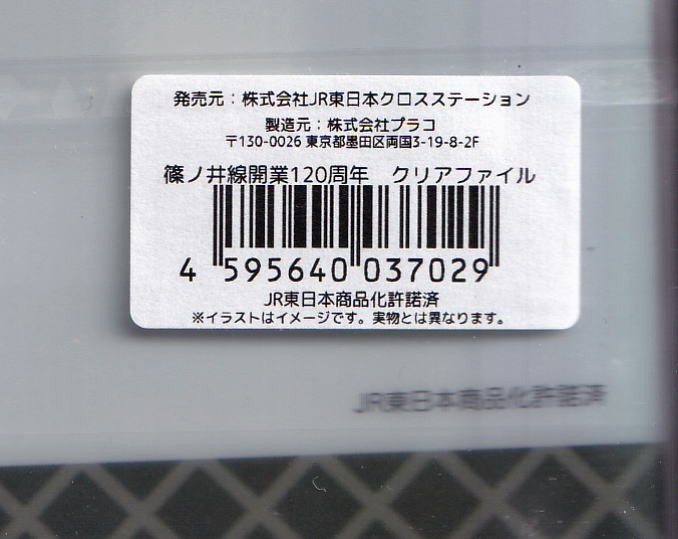 発売元：株式会社JR東日本クロスステーション
製造元：株式会社プラコ
〒130-0026 東京都墨田区両国3-19-8-2F
篠ノ井線開業120周年　クリアファイル
4 595640 037029
JR東日本商品化許諾済
※イラストはイメージです。実物とは異なります。
JR東日本商品化許諾済